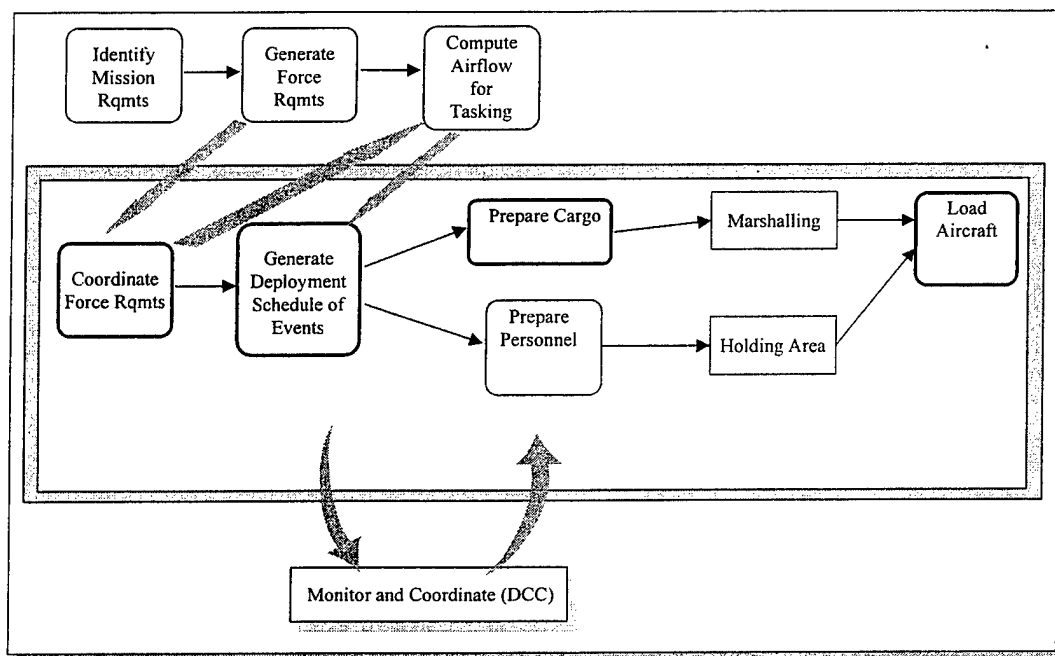 Identify
Mission
Rqmts
Generate
Force
Rqmts
Compute
Airflow
for
Tasking
Coordinate
Force Rqmts
Generate
Deployment
Schedule of
Events
Prepare Cargo
Prepare
Personnel
Marshalling
Holding Area
Load
Aircraft
Monitor and Coordinate (DCC)